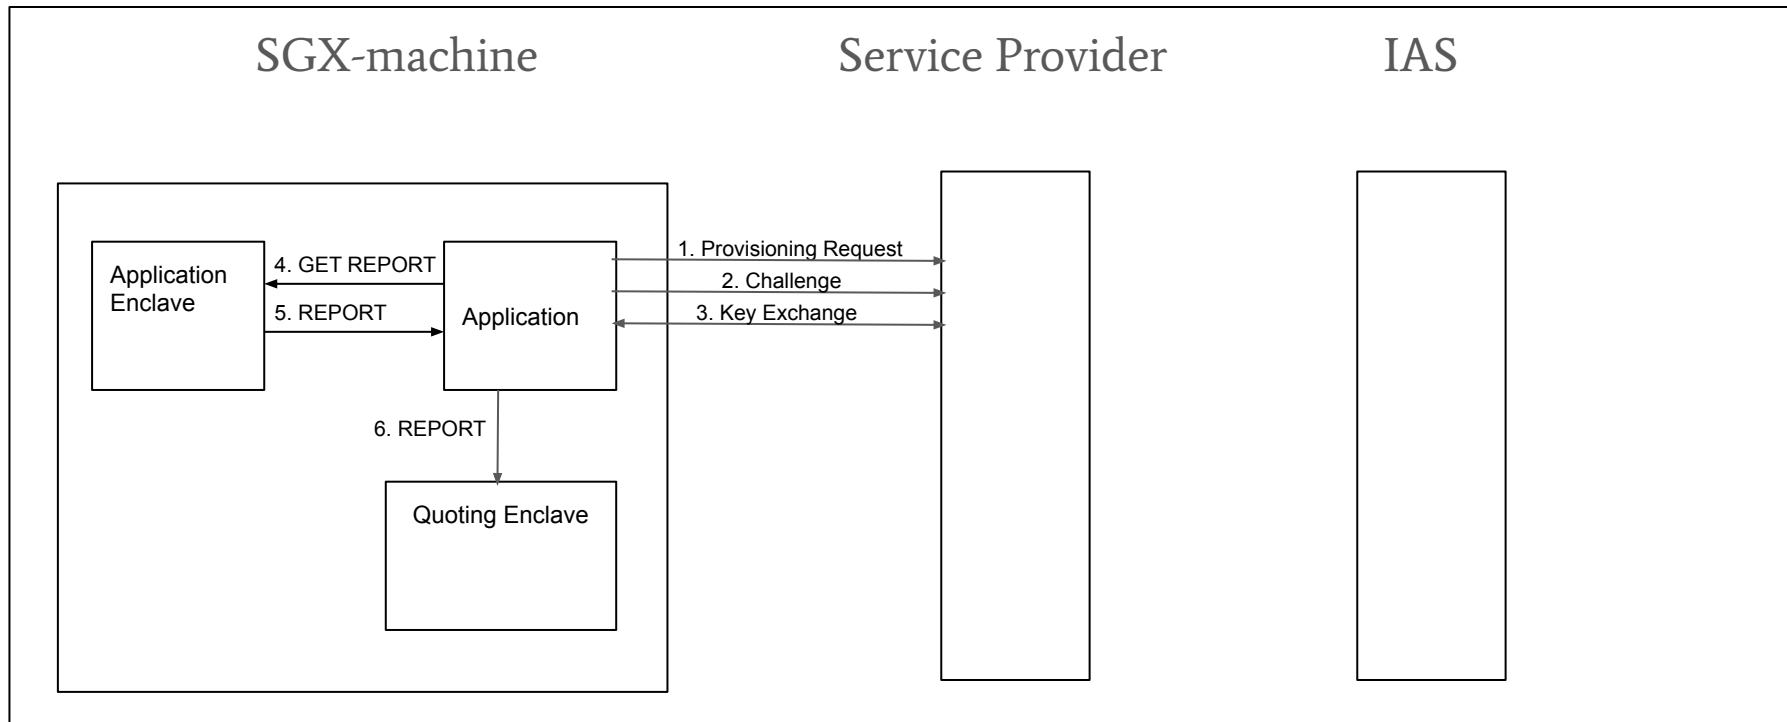 SGX-machine
Service Provider
IAS
Application
Enclave
4. GET REPORT
5. REPORT
Application
1. Provisioning Request
2. Challenge
3. Key Exchange
6. REPORT
Quoting Enclave